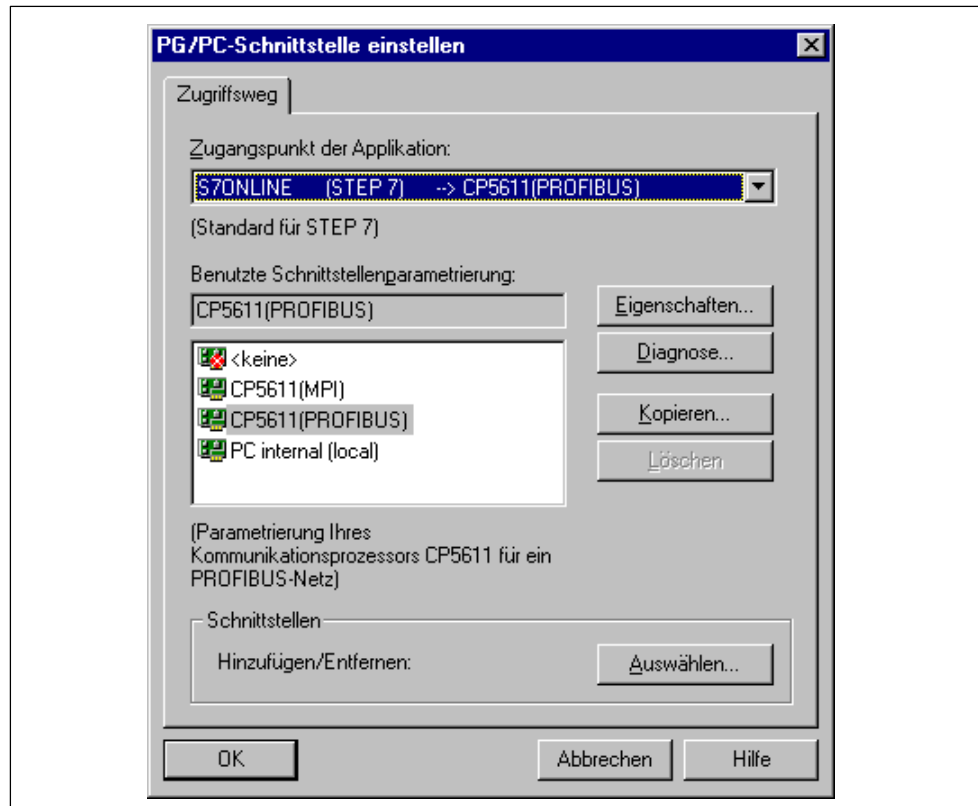 PG/PC-Schnittstelle einstellen
Zugriffsweg
Zugangspunkt der Applikation:
S7ONLINE (STEP 7) --> CP5611(PROFIBUS)
(Standard für STEP 7)
Benutzte Schnittstellenparametrierung:
CP5611(PROFIBUS)
Eigenschaften...
<keine>
Diagnose...
CP5611(MPI)
CP5611(PROFIBUS)
Kopieren...
PC internal (local)
Löschen
(Parametrierung Ihres
Kommunikationsprozessors CP5611 für ein
PROFIBUS-Netz)
Schnittstellen
Hinzufügen/Entfernen:
Auswählen...
OK
Abbrechen
Hilfe